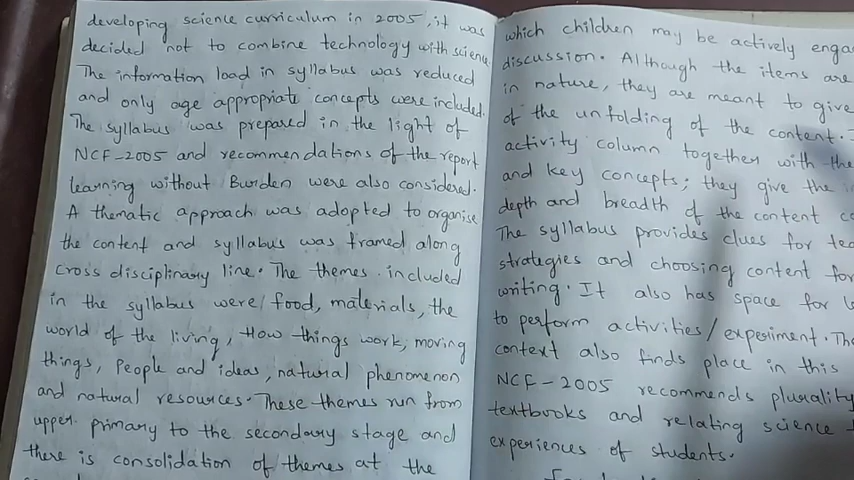 developing science curriculum in 2005, it was
decided not to combine technology with science
The information load in syllabus was reduced
and only age appropriate concepts were included.
The syllabus was prepared in the light of
NCF-2005 and recommendations of the report
learning without Burden were also considered.
A thematic approach was adopted to organise
the content and syllabus was framed along
cross disciplinary line. The themes included
in the syllabus were food, materials, the
world of the living, How things work, moving
things, People and ideas, natural phenomenon
and natural resources. These themes run from
upper primary to the secondary stage and
there is consolidation of themes at the
which children may be actively
discussion. Although the items are
in nature, they are meant to give
of the unfolding of the content.
activity column together with the
and key concepts; they give the
depth and breadth of the content
The syllabus provides clues for
strategies and choosing content for
writing. It also has space for
to perform activities/experiment.
context also finds place in this
NCF-2005 recommends plurality
textbooks and relating science
experiences of students.